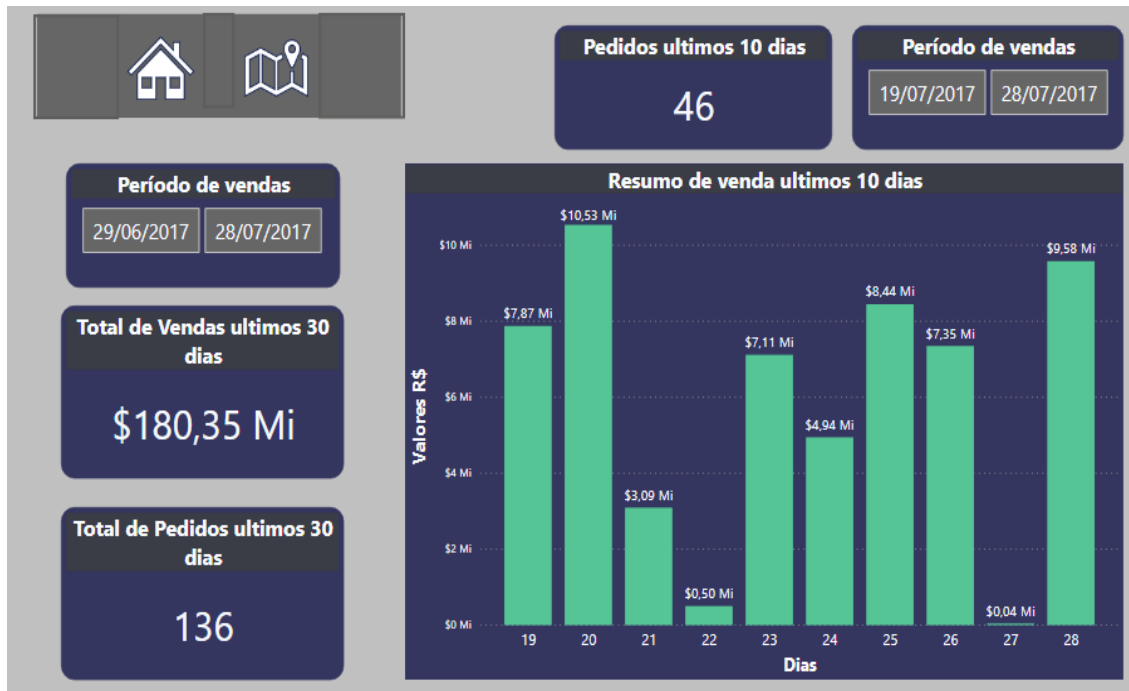 Pedidos ultimos 10 dias
46
Período de vendas
19/07/2017 28/07/2017
Período de vendas
29/06/2017 28/07/2017
Total de Vendas ultimos 30
dias
$180,35 Mi
Total de Pedidos ultimos 30
dias
136
Resumo de venda ultimos 10 dias
Valores R$
$10 Mi
$8 Mi
$6 Mi
$4 Mi
$2 Mi
$0 Mi
$7,87 Mi
$10,53 Mi
$3,09 Mi
$0,50 Mi
$7,11 Mi
$4,94 Mi
$8,44 Mi
$7,35 Mi
$0,04 Mi
$9,58 Mi
19 20 21 22 23 24 25 26 27 28
Dias